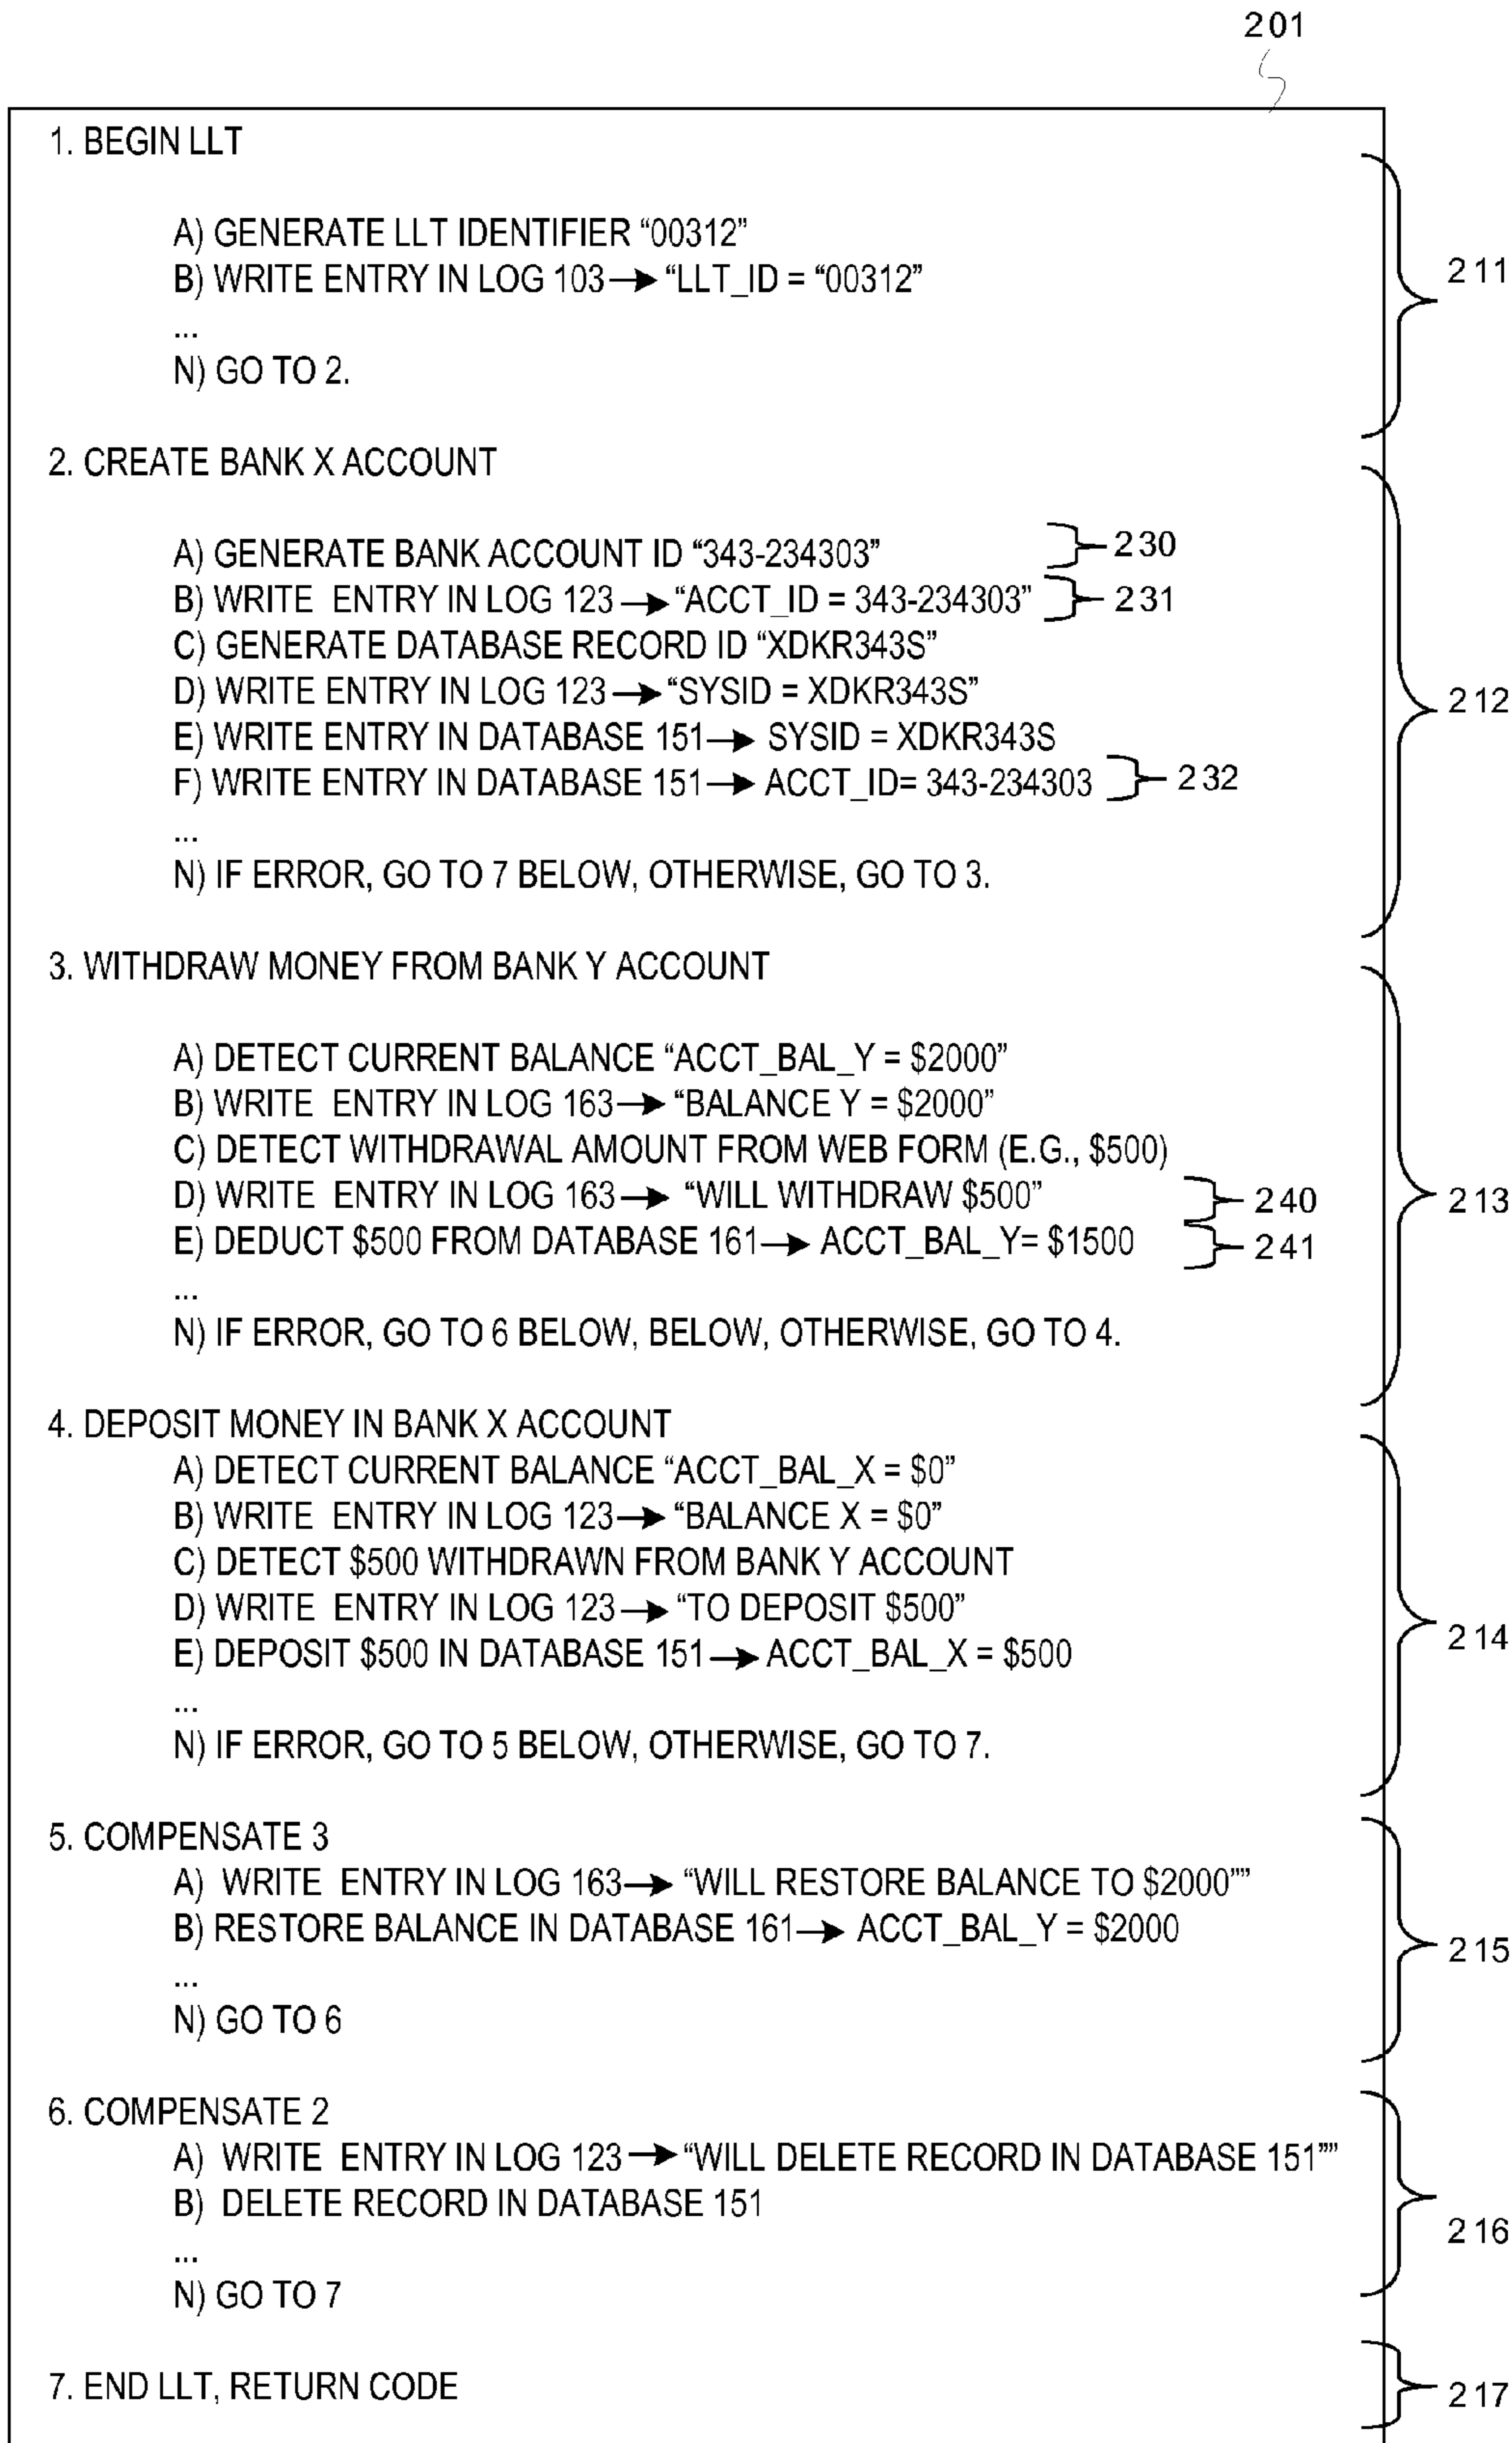 201
1. BEGIN LLT
A) GENERATE LLT IDENTIFIER “00312”
B) WRITE ENTRY IN LOG 103→ “LLT_ID = “00312”
...
N) GO TO 2.
211
2. CREATE BANK X ACCOUNT
A) GENERATE BANK ACCOUNT ID “343-234303” 230
B) WRITE ENTRY IN LOG 123 → “ACCT_ID = 343-234303” 231
C) GENERATE DATABASE RECORD ID “XDKR343S”
D) WRITE ENTRY IN LOG 123 → “SYSID = XDKR343S”
E) WRITE ENTRY IN DATABASE 151→ SYSID = XDKR343S
F) WRITE ENTRY IN DATABASE 151→ ACCT_ID= 343-234303 232
...
N) IF ERROR, GO TO 7 BELOW, OTHERWISE, GO TO 3.
212
3. WITHDRAW MONEY FROM BANK Y ACCOUNT
A) DETECT CURRENT BALANCE “ACCT_BAL_Y = $2000”
B) WRITE ENTRY IN LOG 163→ “BALANCE Y = $2000”
C) DETECT WITHDRAWAL AMOUNT FROM WEB FORM (E.G., $500)
D) WRITE ENTRY IN LOG 163→ “WILL WITHDRAW $500” 240
E) DEDUCT $500 FROM DATABASE 161→ ACCT_BAL_Y= $1500 241
...
N) IF ERROR, GO TO 6 BELOW, BELOW, OTHERWISE, GO TO 4.
213
4. DEPOSIT MONEY IN BANK X ACCOUNT
A) DETECT CURRENT BALANCE “ACCT_BAL_X = $0”
B) WRITE ENTRY IN LOG 123→ “BALANCE X = $0”
C) DETECT $500 WITHDRAWN FROM BANK Y ACCOUNT
D) WRITE ENTRY IN LOG 123→ “TO DEPOSIT $500”
E) DEPOSIT $500 IN DATABASE 151→ ACCT_BAL_X = $500
...
N) IF ERROR, GO TO 5 BELOW, OTHERWISE, GO TO 7.
214
5. COMPENSATE 3
A) WRITE ENTRY IN LOG 163→ “WILL RESTORE BALANCE TO $2000””
B) RESTORE BALANCE IN DATABASE 161→ ACCT_BAL_Y = $2000
...
N) GO TO 6
215
6. COMPENSATE 2
A) WRITE ENTRY IN LOG 123→ “WILL DELETE RECORD IN DATABASE 151””
B) DELETE RECORD IN DATABASE 151
...
N) GO TO 7
216
7. END LLT, RETURN CODE
217